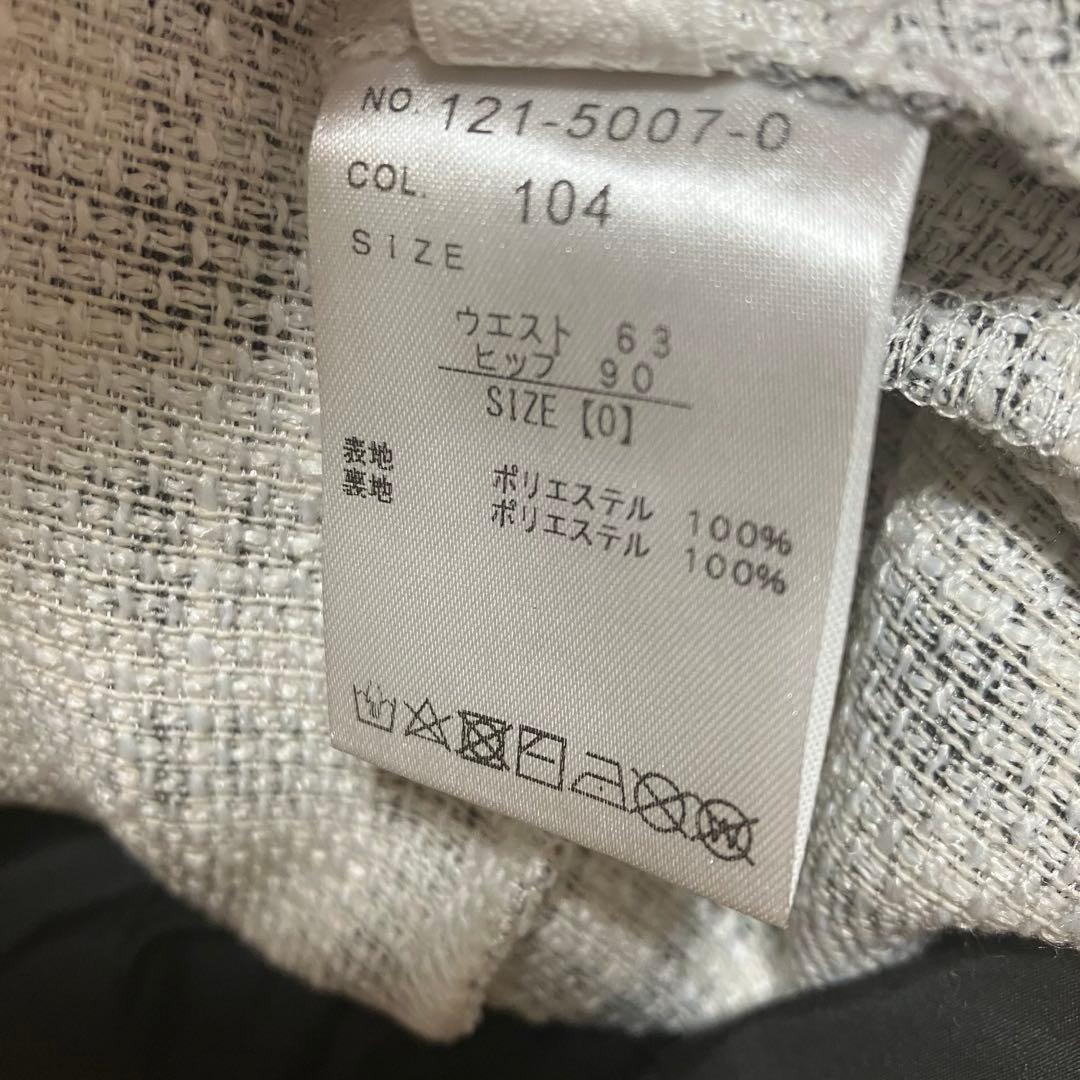 NO. 121-5007-0
COL. 104
SIZE
ウエスト 63
ヒップ 90
SIZE【0】
表地 ポリエステル 100%
裏地 ポリエステル 100%